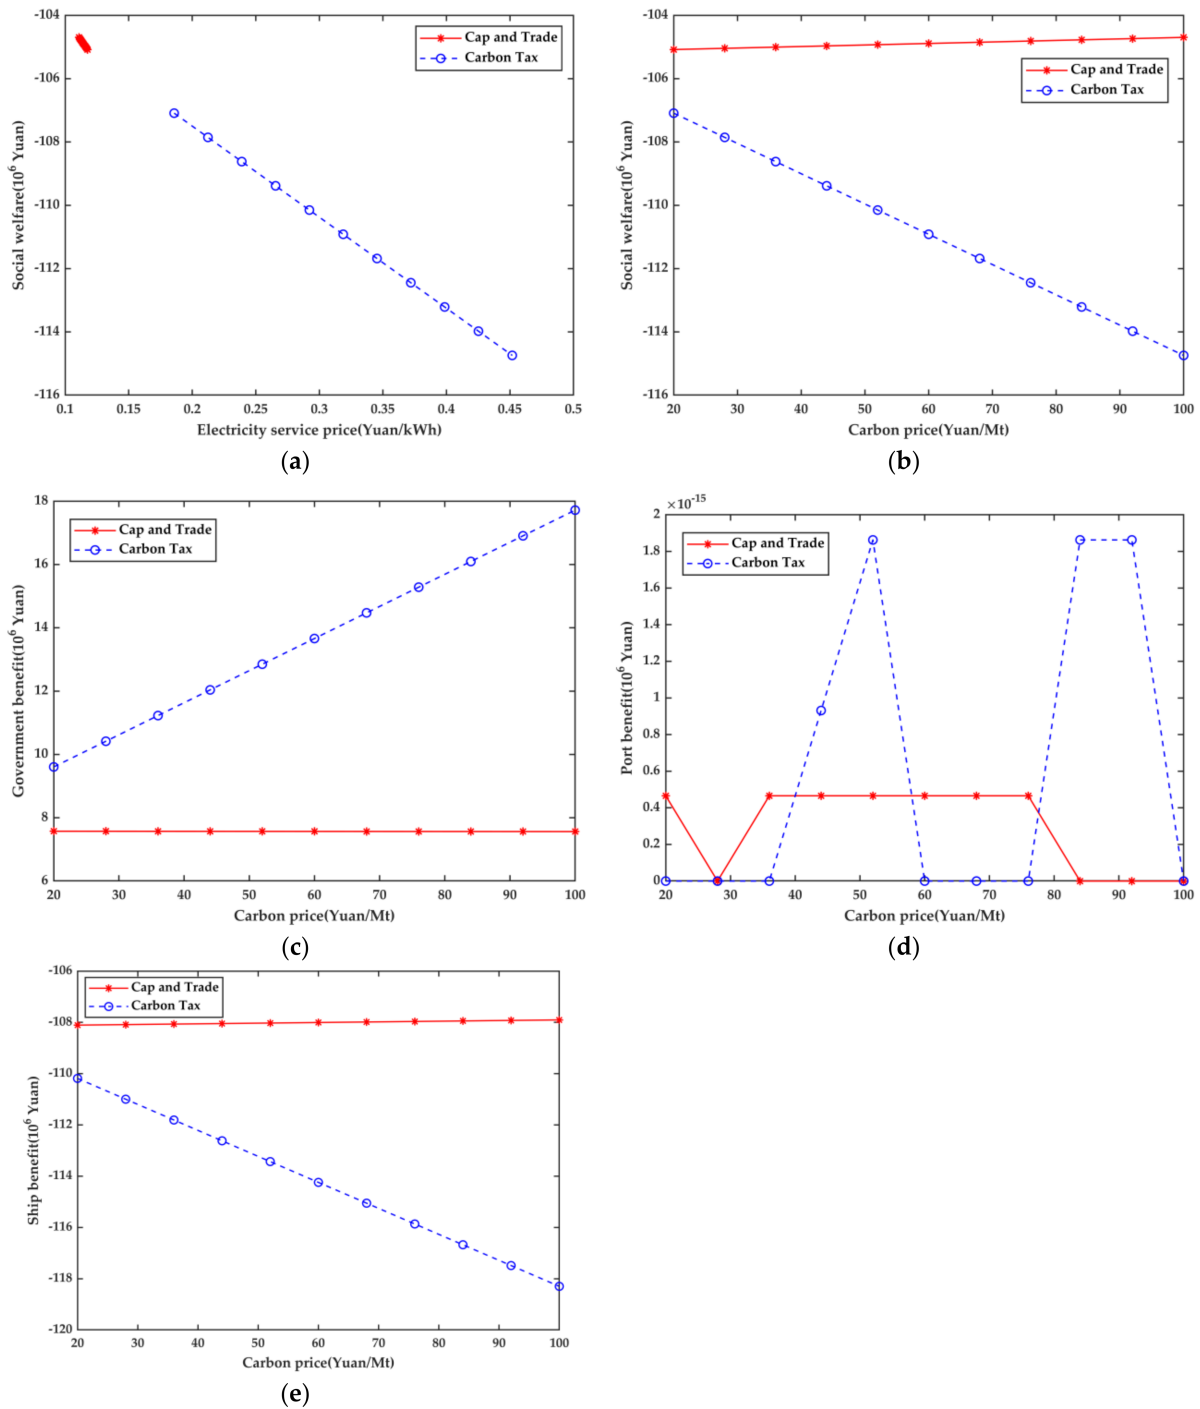 -104
-106
-108
-110
-112
-114
-116
Social welfare(10^6 Yuan)
Cap and Trade
Carbon Tax
0.1 0.15 0.2 0.25 0.3 0.35 0.4 0.45 0.5
Electricity service price(Yuan/kWh)
(a)
-104
-106
-108
-110
-112
-114
-116
Social welfare(10^6 Yuan)
Cap and Trade
Carbon Tax
20 30 40 50 60 70 80 90 100
Carbon price(Yuan/Mt)
(b)
18
16
14
12
10
8
6
Government benefit(10^6 Yuan)
Cap and Trade
Carbon Tax
20 30 40 50 60 70 80 90 100
Carbon price(Yuan/Mt)
(c)
×10^-15
2
1.8
1.6
1.4
1.2
1
0.8
0.6
0.4
0.2
0
Port benefit(10^6 Yuan)
Cap and Trade
Carbon Tax
20 30 40 50 60 70 80 90 100
Carbon price(Yuan/Mt)
(d)
-106
-108
-110
-112
-114
-116
-118
-120
Ship benefit(10^6 Yuan)
Cap and Trade
Carbon Tax
20 30 40 50 60 70 80 90 100
Carbon price(Yuan/Mt)
(e)